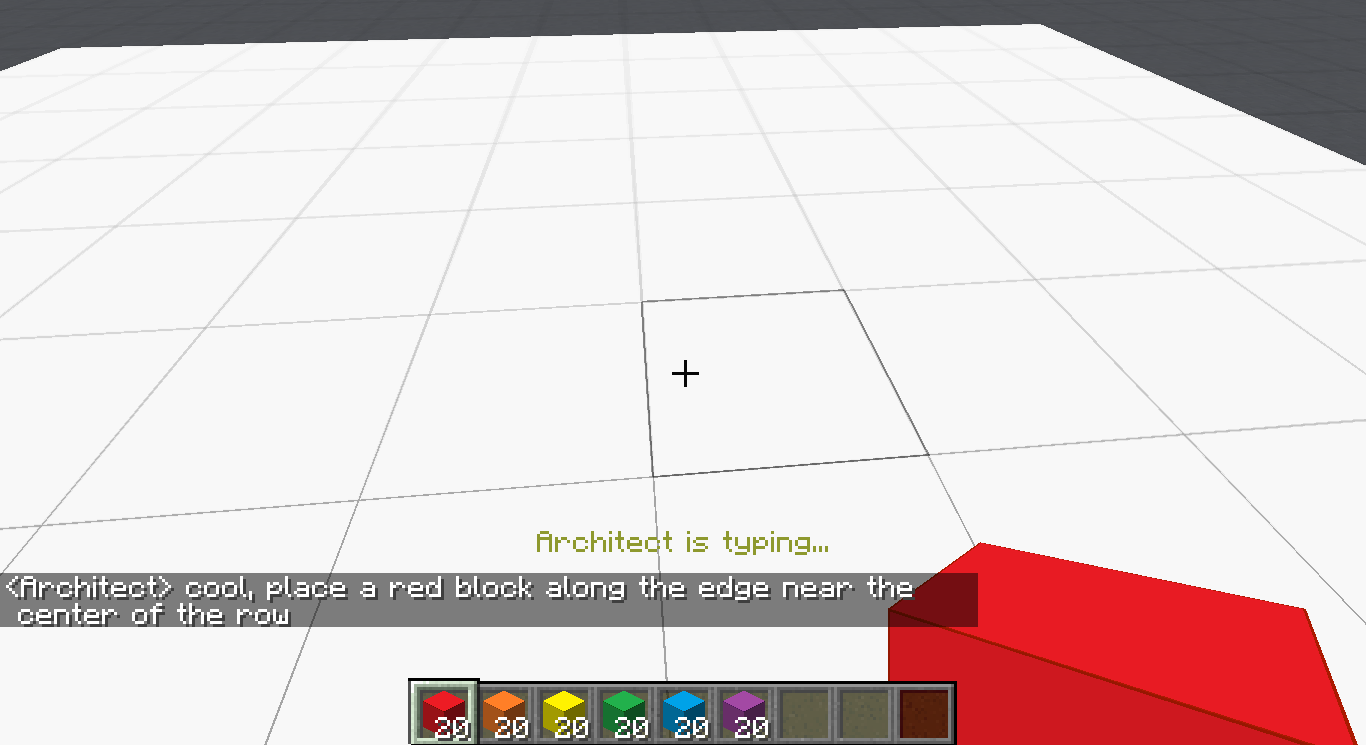 Architect is typing...
<Architect> cool, place a red block along the edge near the
center of the row
20 20 20 20 20 20